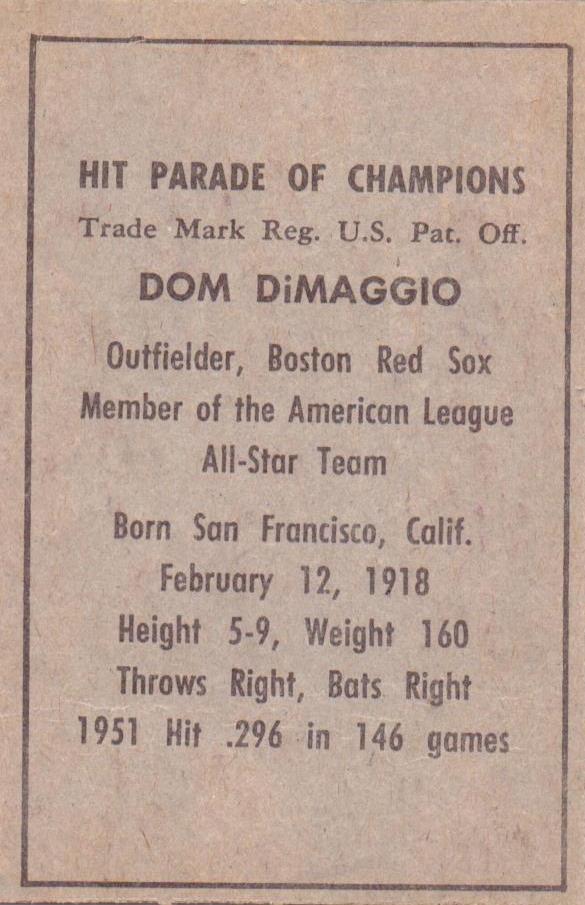 HIT PARADE OF CHAMPIONS
Trade Mark Reg. U.S. Pat. Off.
DOM DiMAGGIO
Outfielder, Boston Red Sox
Member of the American League
All-Star Team
Born San Francisco, Calif.
February 12, 1918
Height 5-9, Weight 160
Throws Right, Bats Right
1951 Hit .296 in 146 games